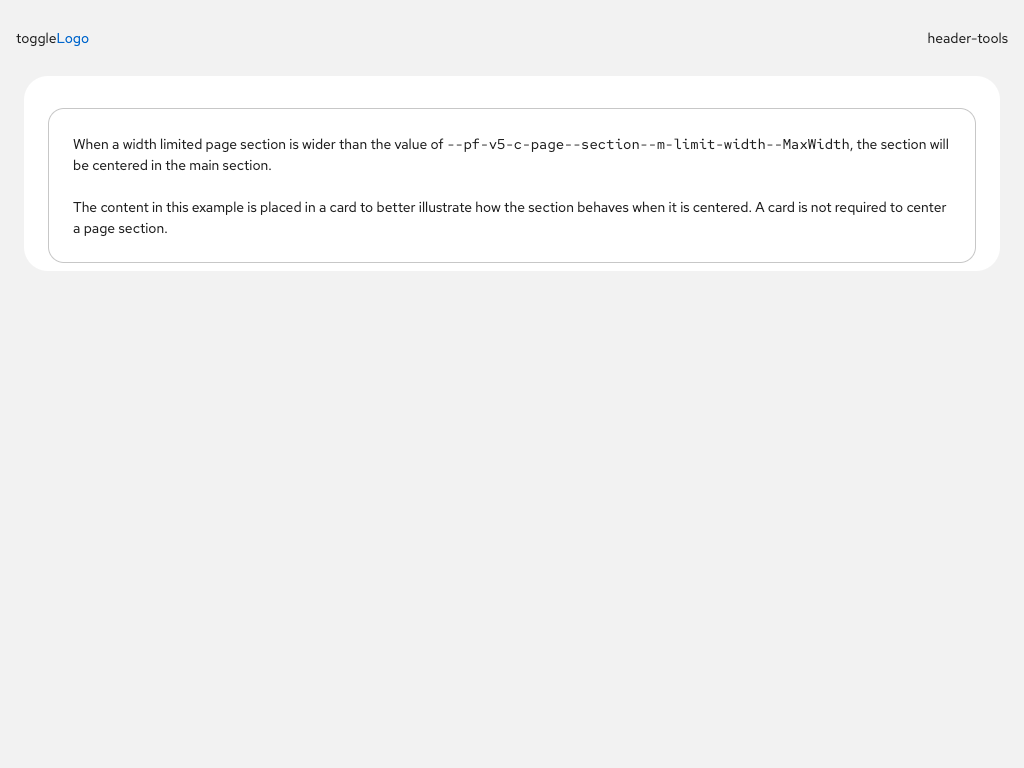 toggleLogo
header-tools
When a width limited page section is wider than the value of --pf-v5-c-page--section--m-limit-width--MaxWidth, the section will
be centered in the main section.
The content in this example is placed in a card to better illustrate how the section behaves when it is centered. A card is not required to center
a page section.